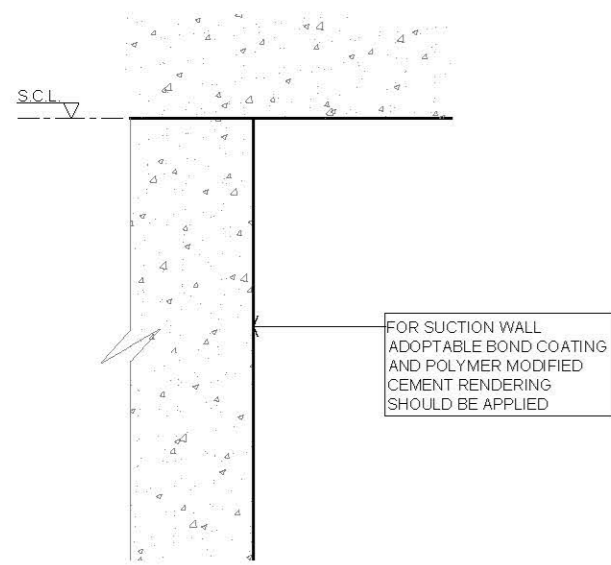 S.C.L.
FOR SUCTION WALL
ADOPTABLE BOND COATING
AND POLYMER MODIFIED
CEMENT RENDERING
SHOULD BE APPLIED